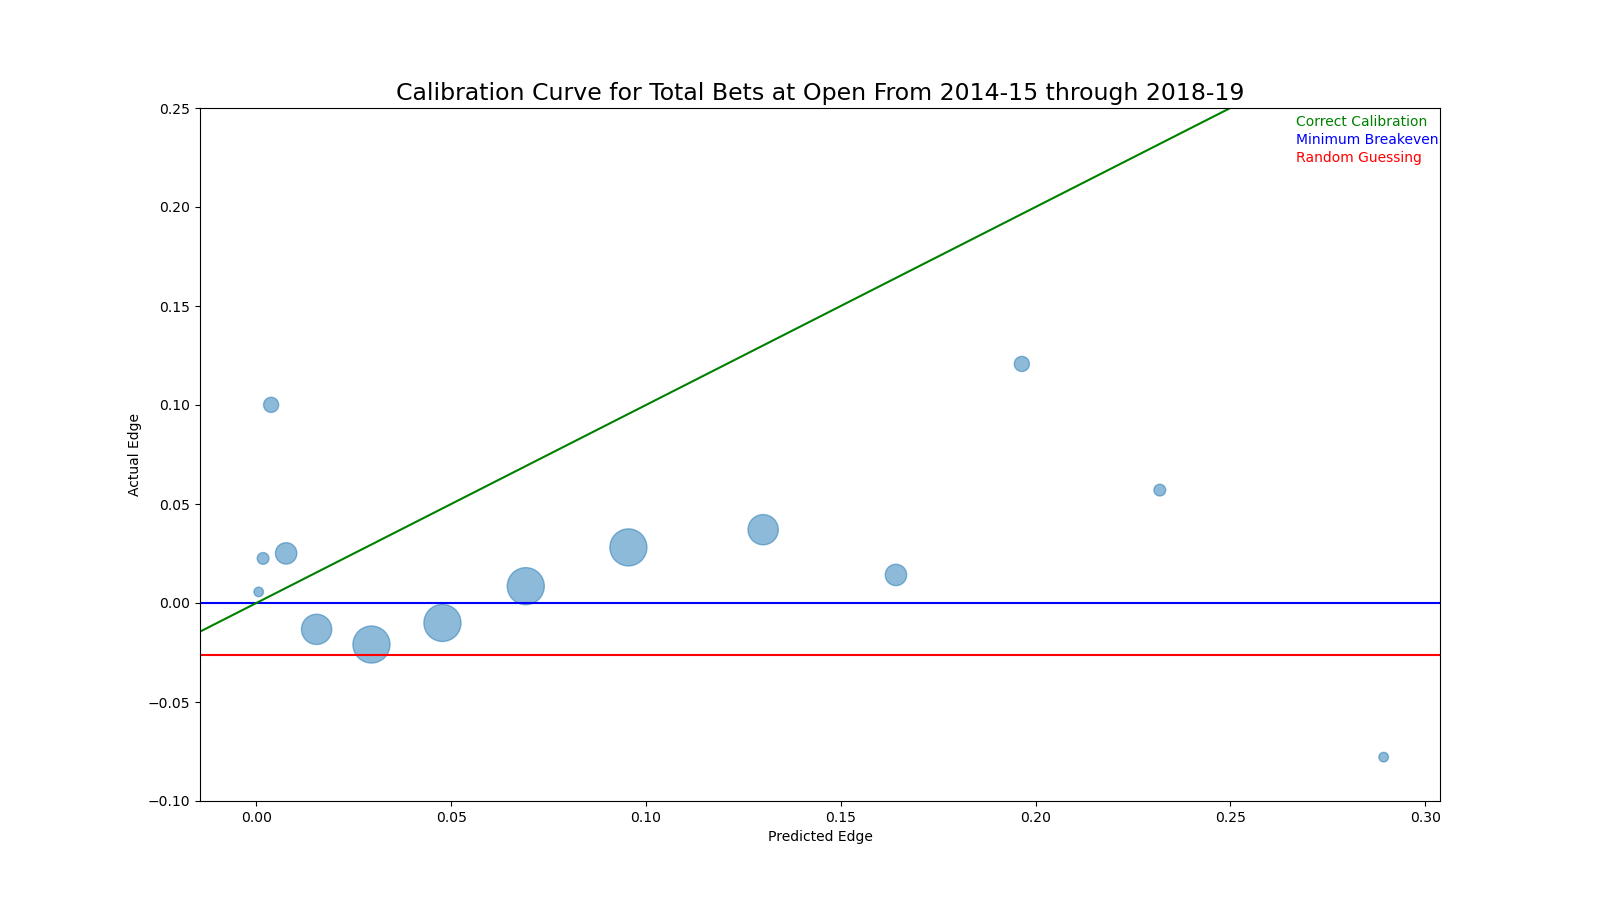 Calibration Curve for Total Bets at Open From 2014-15 through 2018-19
Correct Calibration
Minimum Breakeven
Random Guessing
0.25
0.20
0.15
0.10
0.05
0.00
−0.05
−0.10
Actual Edge
0.00 0.05 0.10 0.15 0.20 0.25 0.30
Predicted Edge